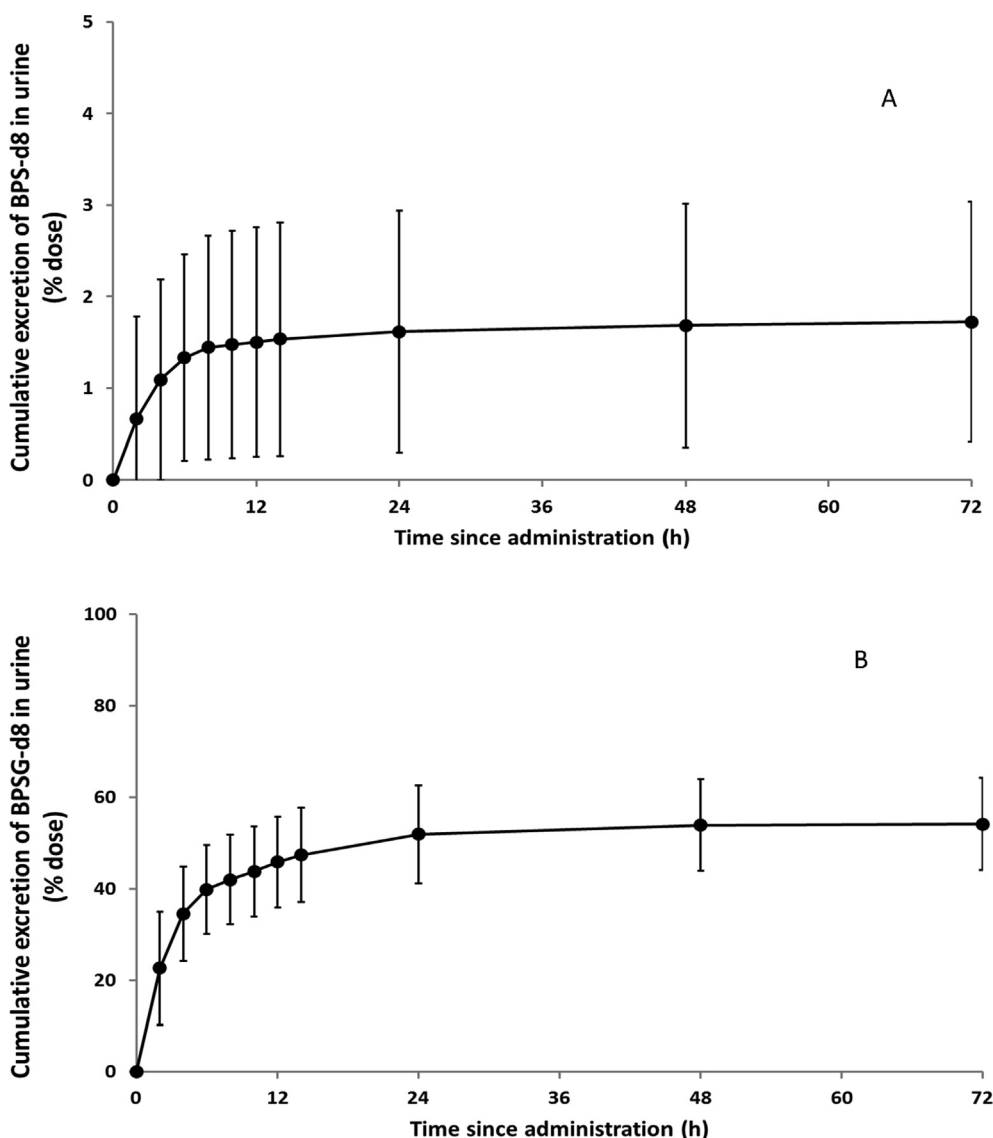 Cumulative excretion of BPS-d8 in urine
(% dose)
5
4
3
2
1
0
A
0 12 24 36 48 60 72
Time since administration (h)
Cumulative excretion of BPSG-d8 in urine
(% dose)
100
80
60
40
20
0
B
0 12 24 36 48 60 72
Time since administration (h)